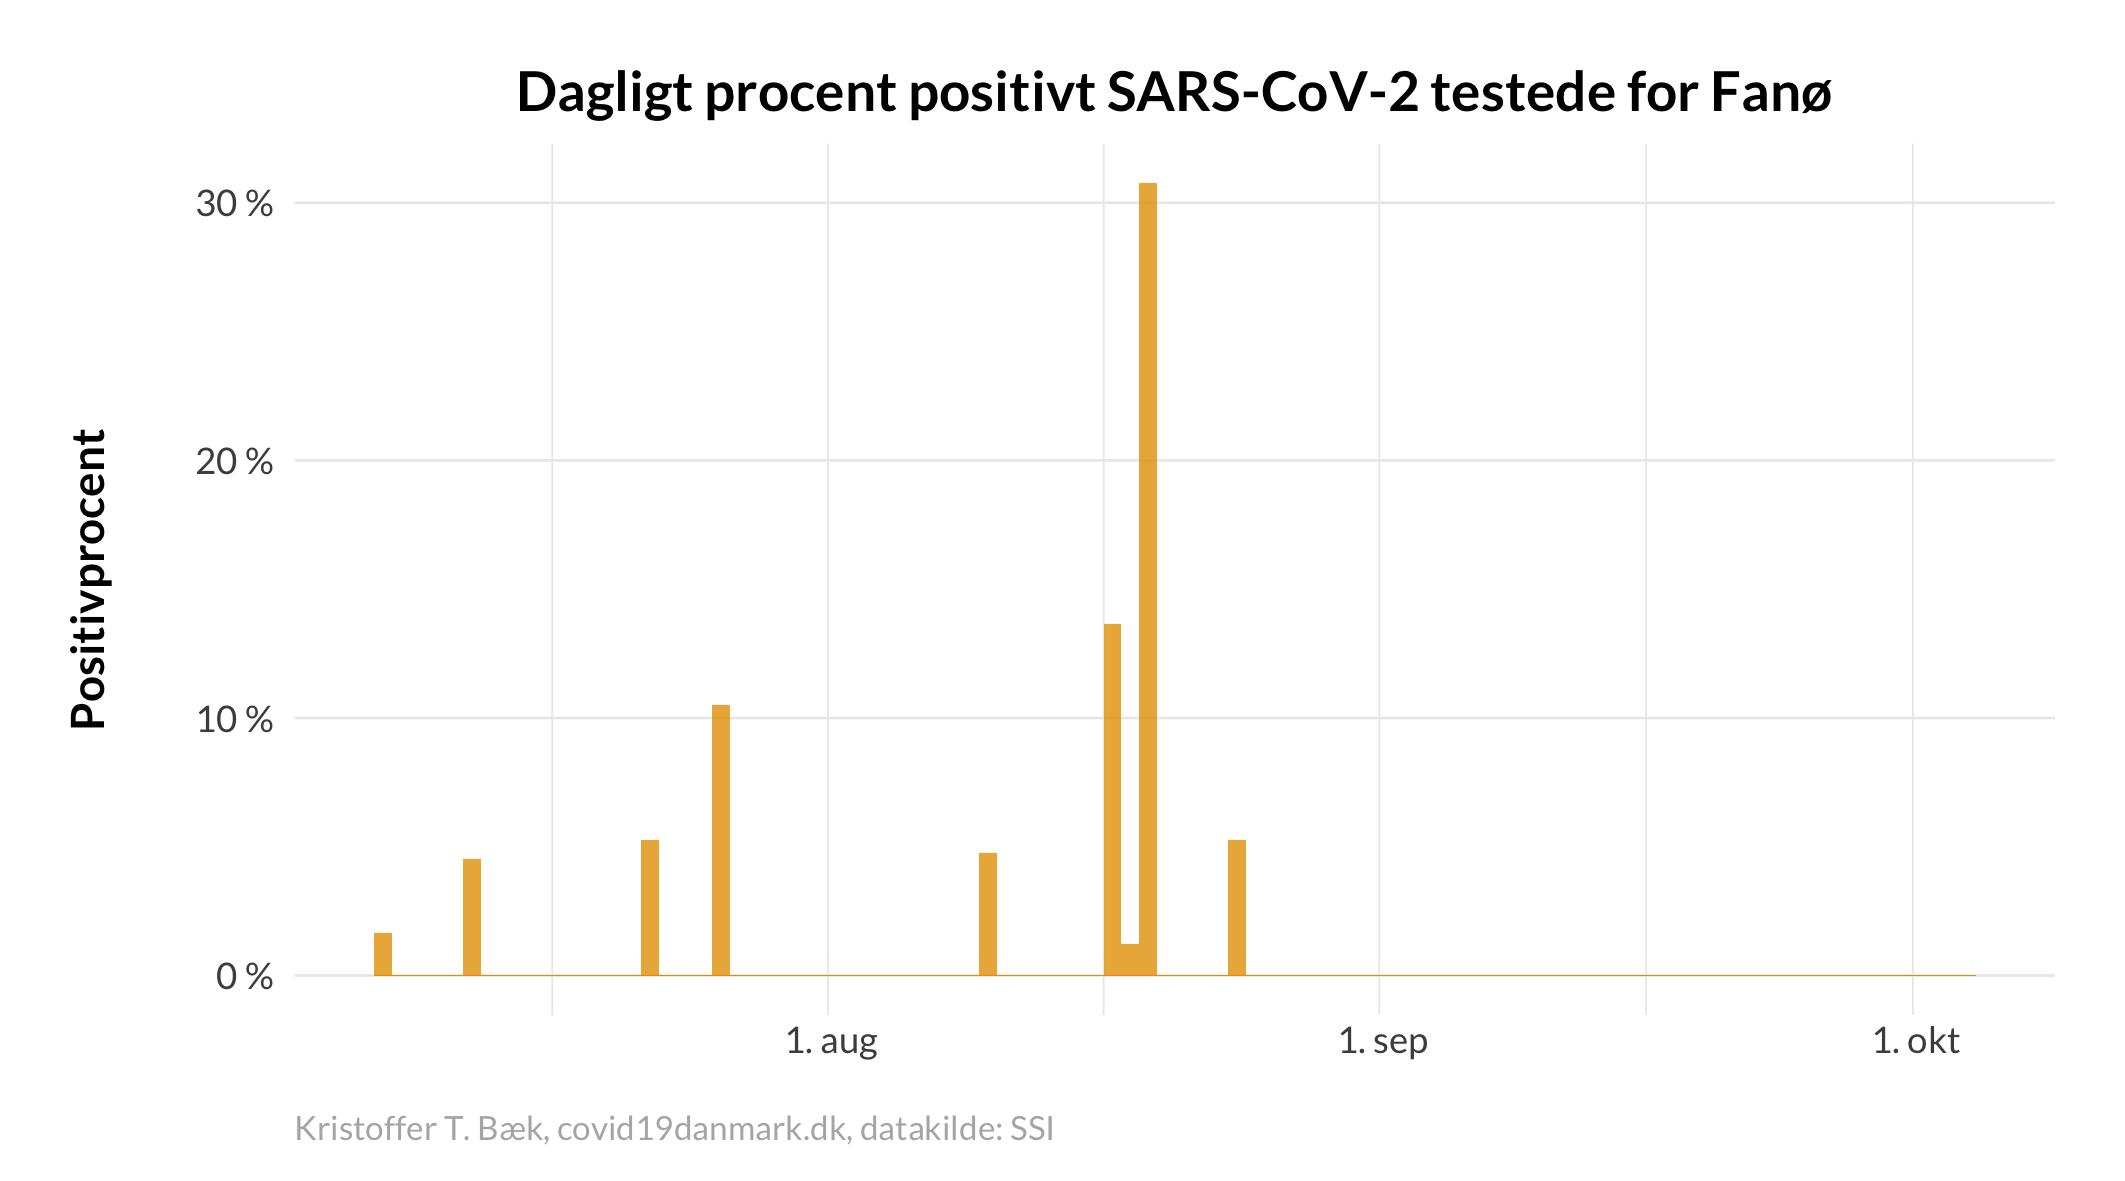 Dagligt procent positivt SARS-CoV-2 testede for Fanø
Positivprocent
30 %
20 %
10 %
0 %
1. aug
1. sep
1. okt
Kristoffer T. Bæk, covid19danmark.dk, datakilde: SSI